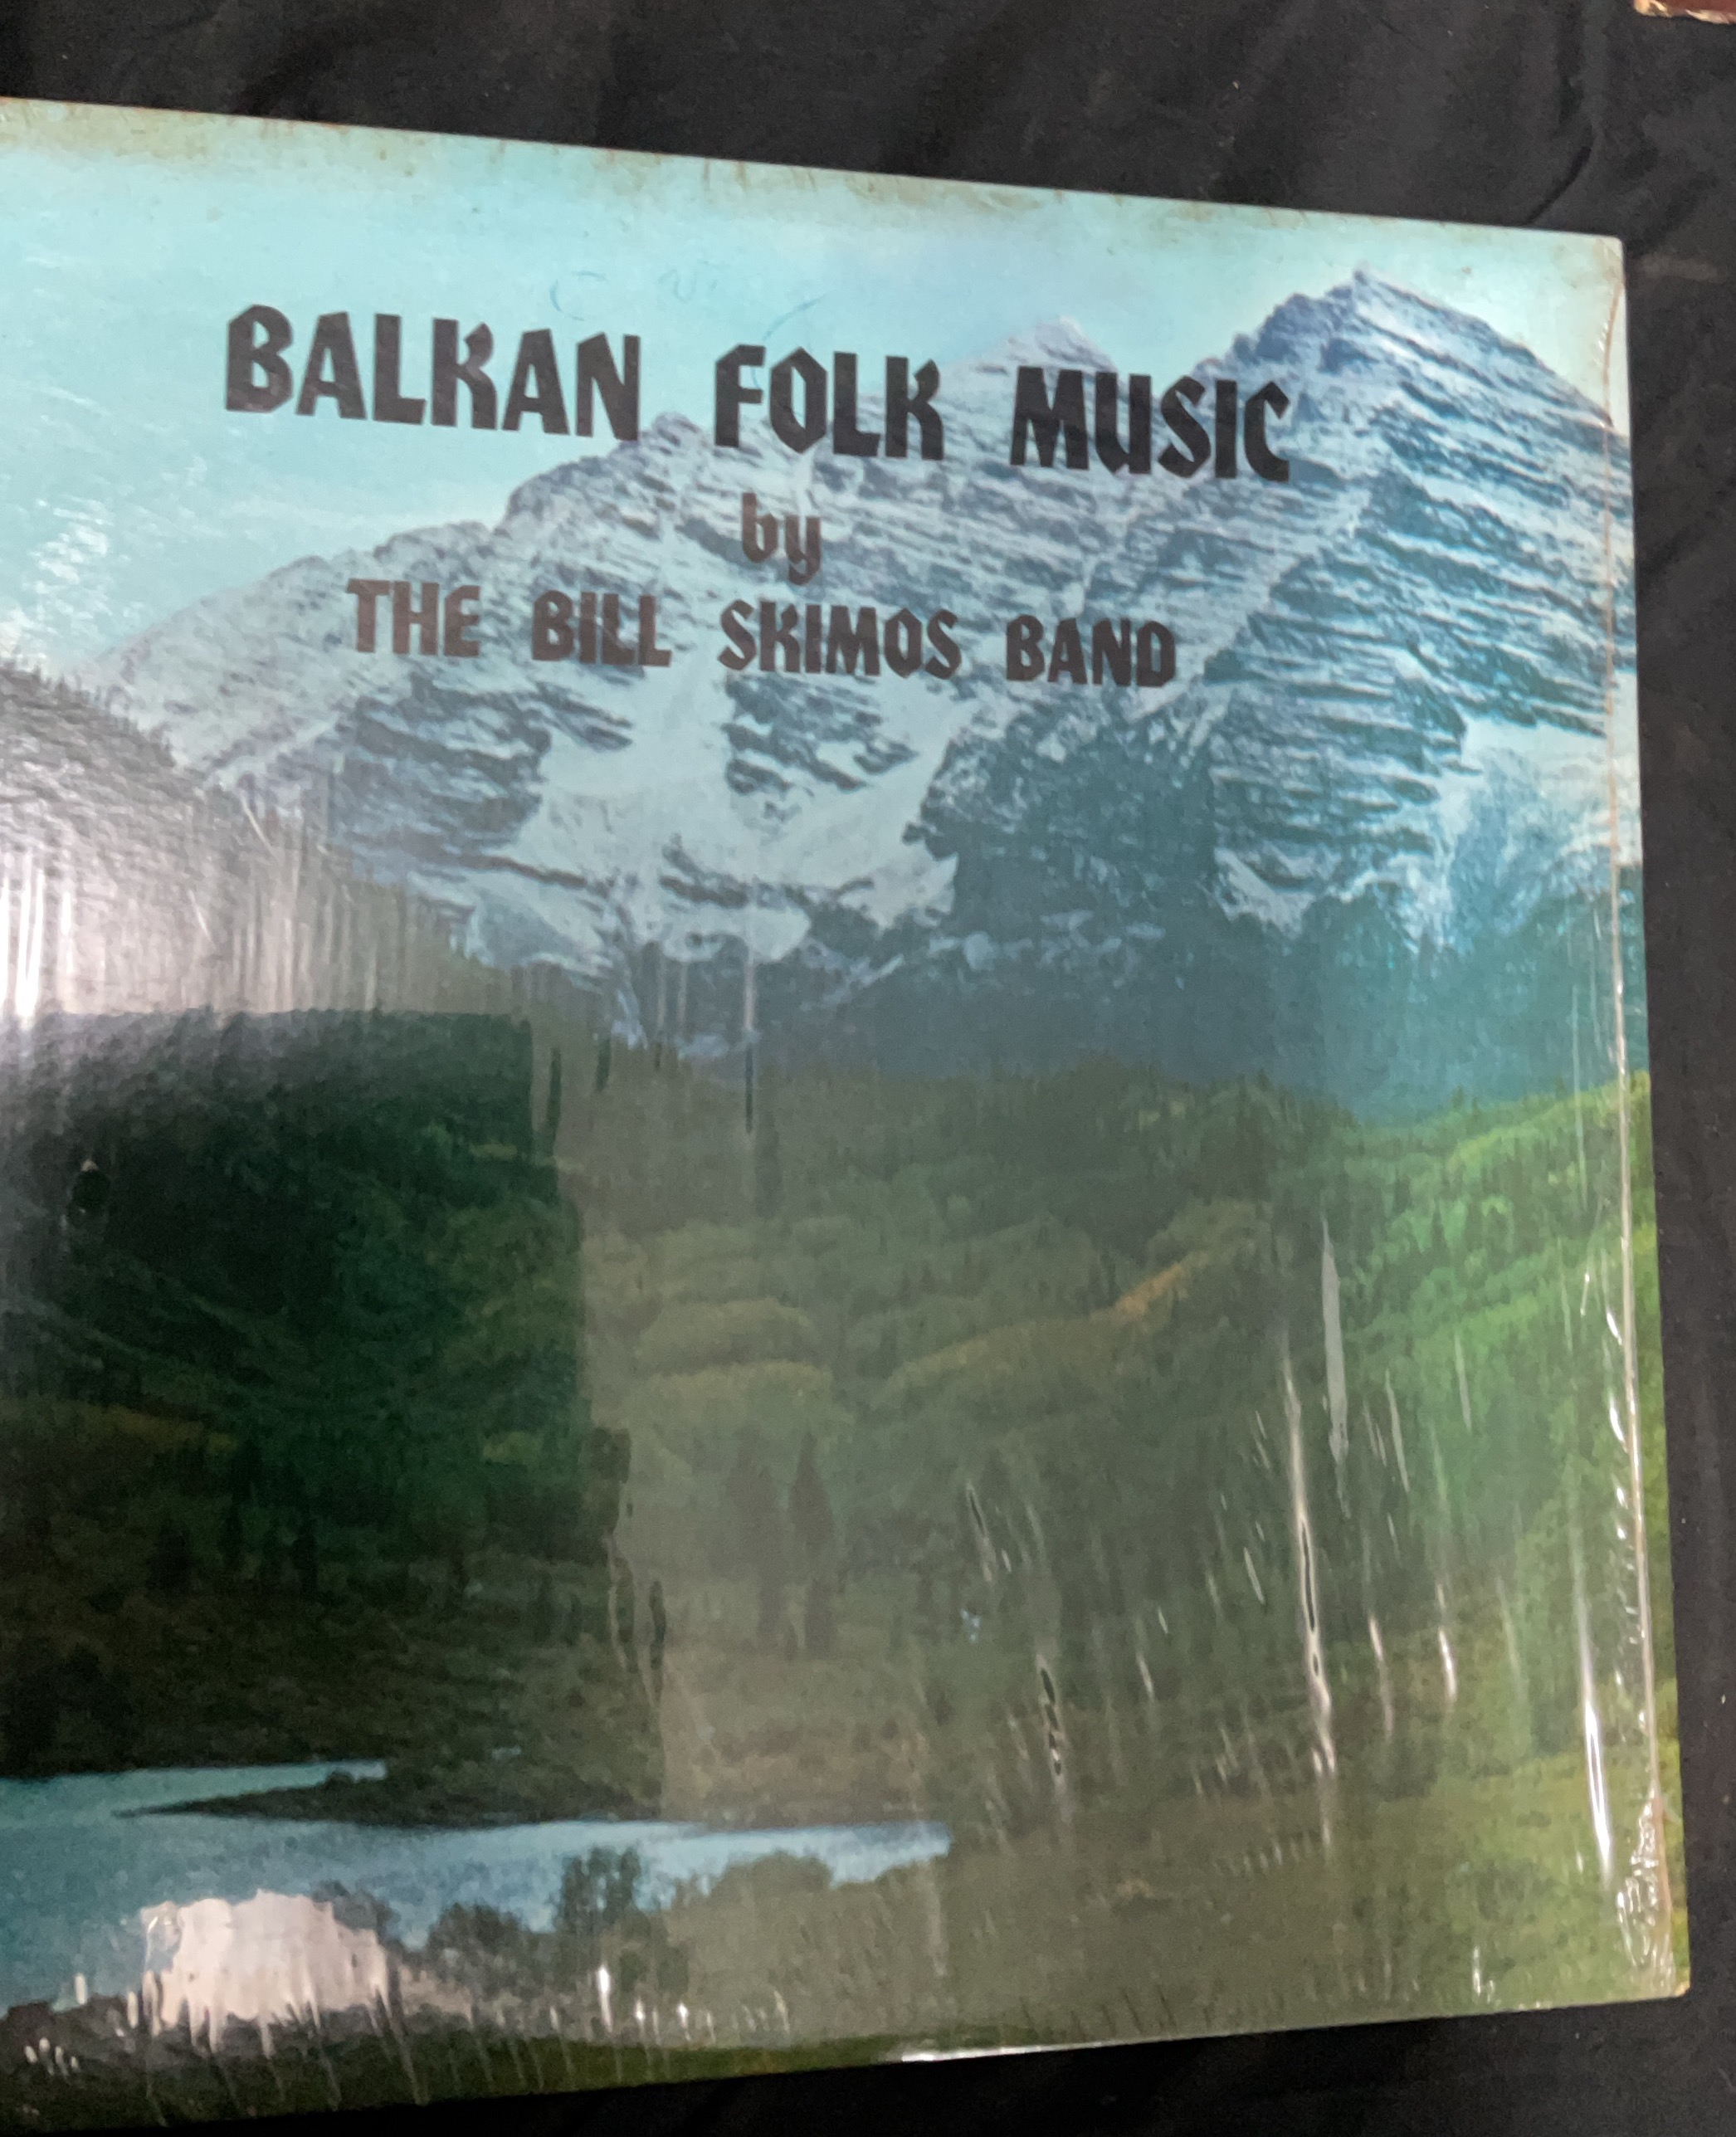 BALKAN FOLK MUSIC
by
THE BILL SKIMOS BAND